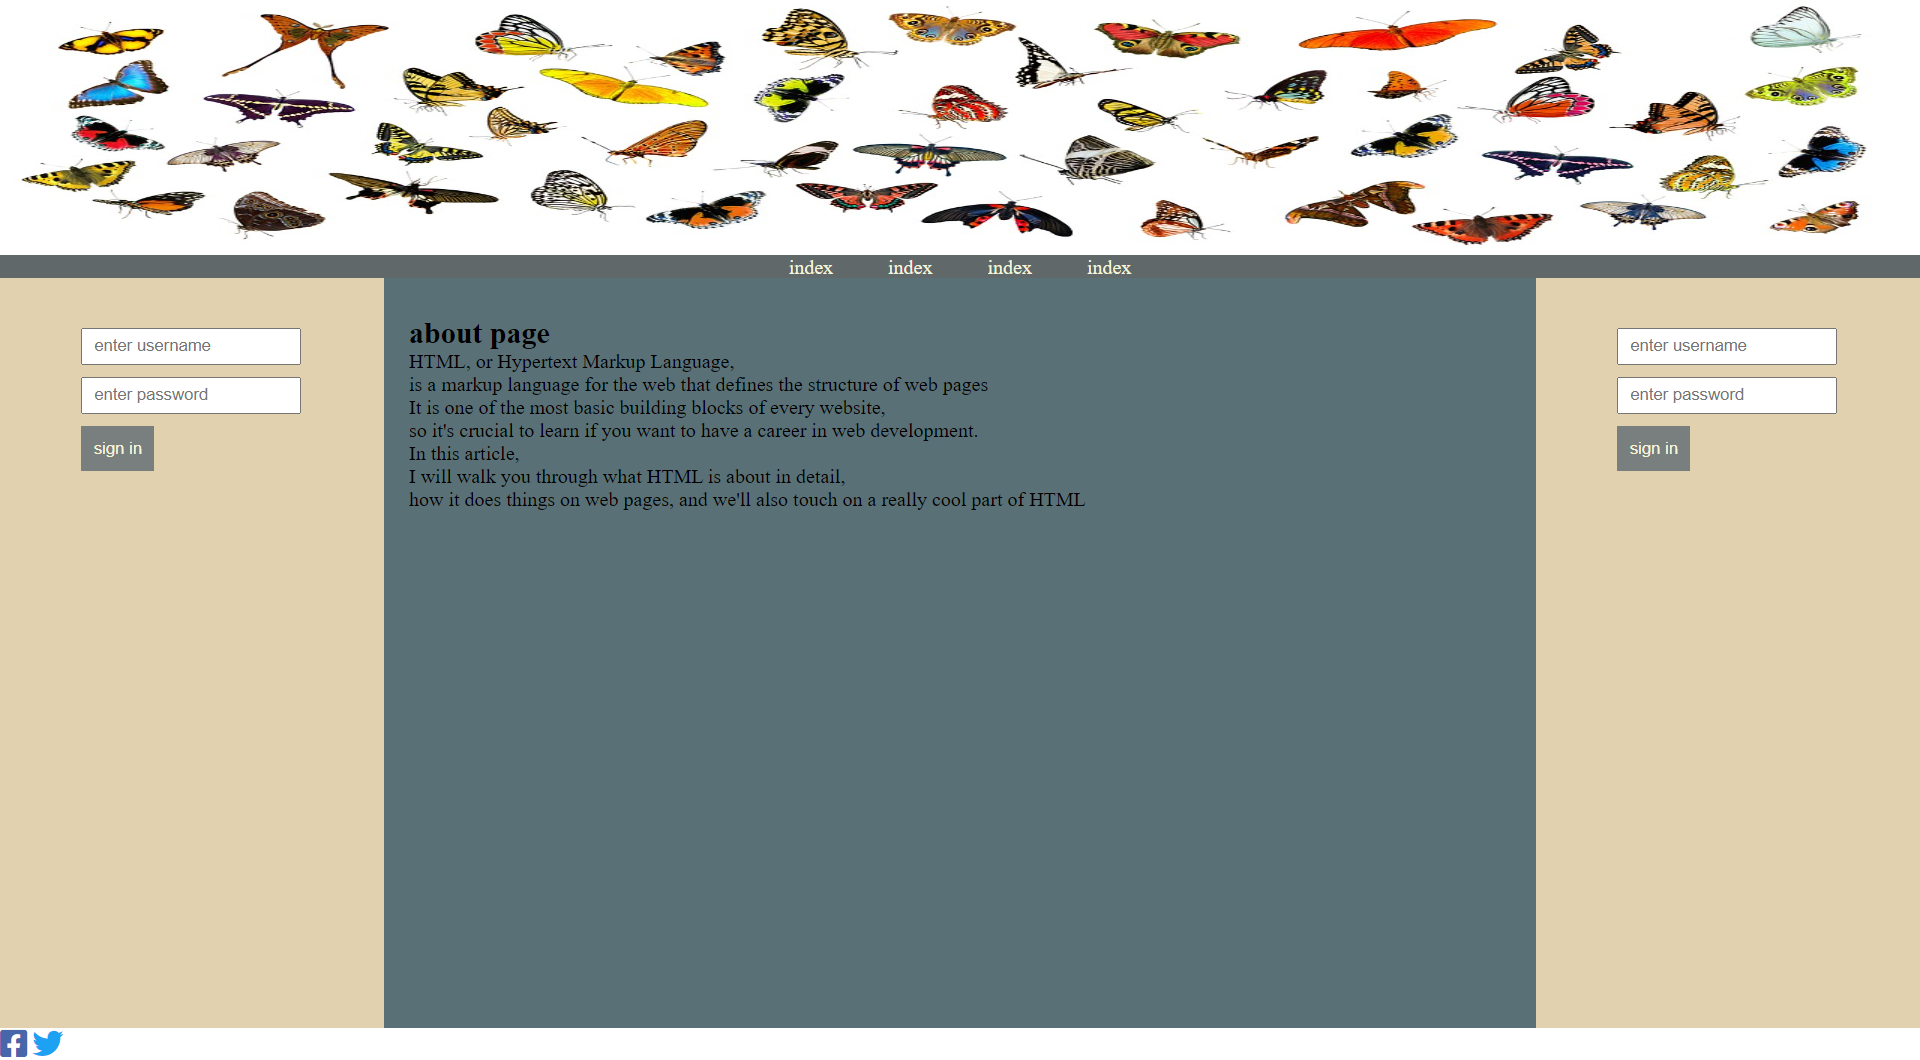 index index index index
enter username
enter password
sign in
about page
HTML, or Hypertext Markup Language,
is a markup language for the web that defines the structure of web pages
It is one of the most basic building blocks of every website,
so it's crucial to learn if you want to have a career in web development.
In this article,
I will walk you through what HTML is about in detail,
how it does things on web pages, and we'll also touch on a really cool part of HTML
enter username
enter password
sign in